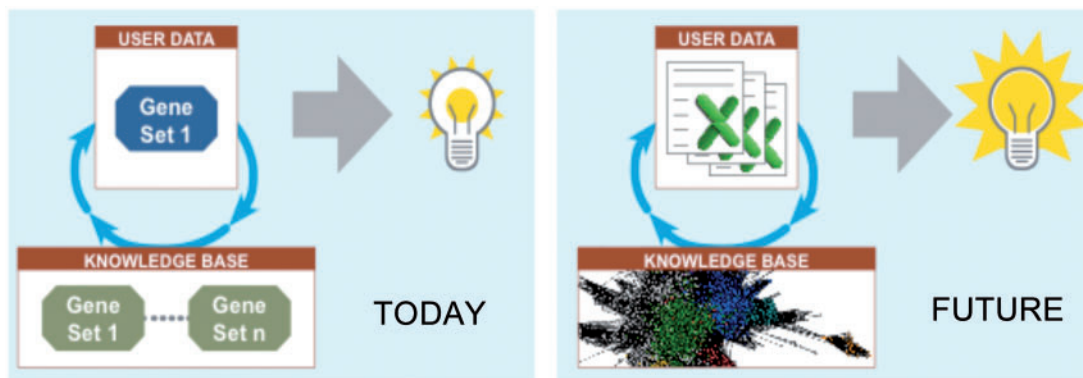 USER DATA
Gene
Set 1
KNOWLEDGE BASE
Gene
Set 1
Gene
Set n
TODAY
USER DATA
KNOWLEDGE BASE
FUTURE